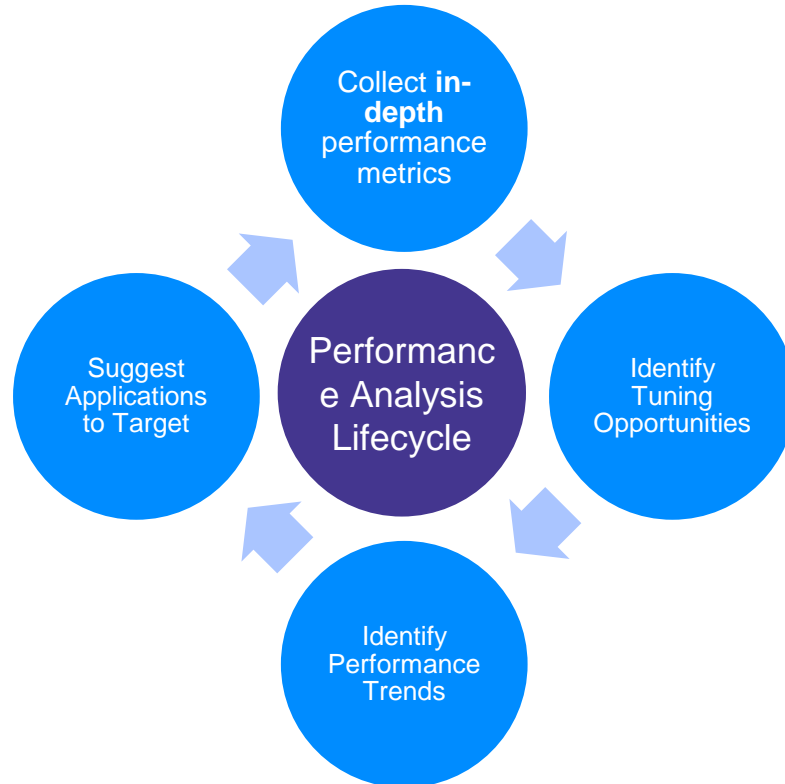 Collect in-
depth
performance
metrics
Performanc
e Analysis
Lifecycle
Suggest
Applications
to Target
Identify
Tuning
Opportunities
Identify
Performance
Trends